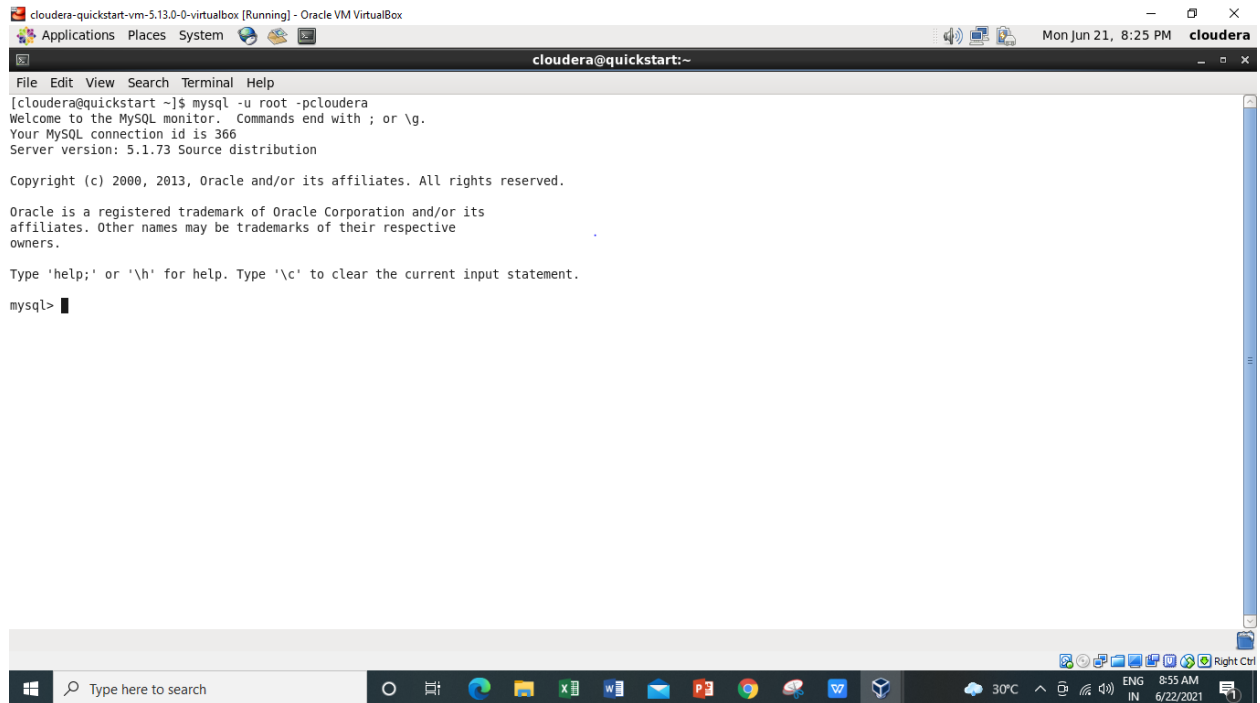 cloudera-quickstart-vm-5.13.0-0-virtualbox [Running] - Oracle VM VirtualBox
Applications Places System Mon Jun 21, 8:25 PM cloudera
cloudera@quickstart:~
File Edit View Search Terminal Help
[cloudera@quickstart ~]$ mysql -u root -pcloudera
Welcome to the MySQL monitor.  Commands end with ; or \g.
Your MySQL connection id is 366
Server version: 5.1.73 Source distribution
Copyright (c) 2000, 2013, Oracle and/or its affiliates. All rights reserved.
Oracle is a registered trademark of Oracle Corporation and/or its
affiliates. Other names may be trademarks of their respective
owners.
Type 'help;' or '\h' for help. Type '\c' to clear the current input statement.
mysql>
Right Ctrl
Type here to search 30°C ENG 8:55 AM
IN 6/22/2021